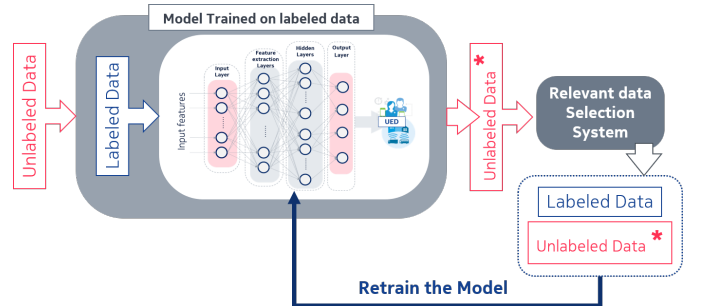 Model Trained on labeled data
Unlabeled Data
Labeled Data
Input features
Input
Layer
Feature
extraction
Layers
Hidden
Layers
Output
Layer
UED
Unlabeled Data *
Relevant data
Selection
System
Labeled Data
Unlabeled Data *
Retrain the Model